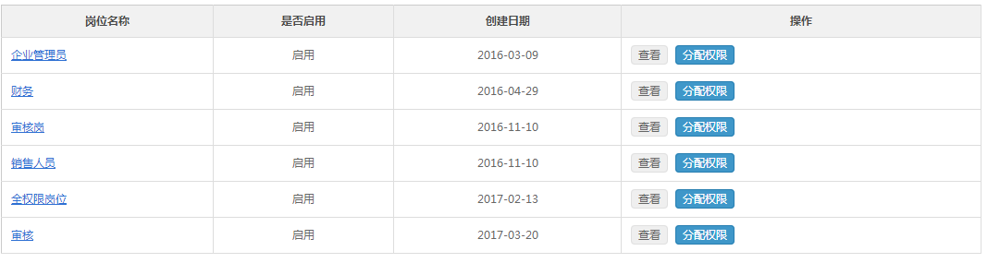 岗位名称 是否启用 创建日期 操作
企业管理员 启用 2016-03-09 查看 分配权限
财务 启用 2016-04-29 查看 分配权限
审核岗 启用 2016-11-10 查看 分配权限
销售人员 启用 2016-11-10 查看 分配权限
全权限岗位 启用 2017-02-13 查看 分配权限
审核 启用 2017-03-20 查看 分配权限